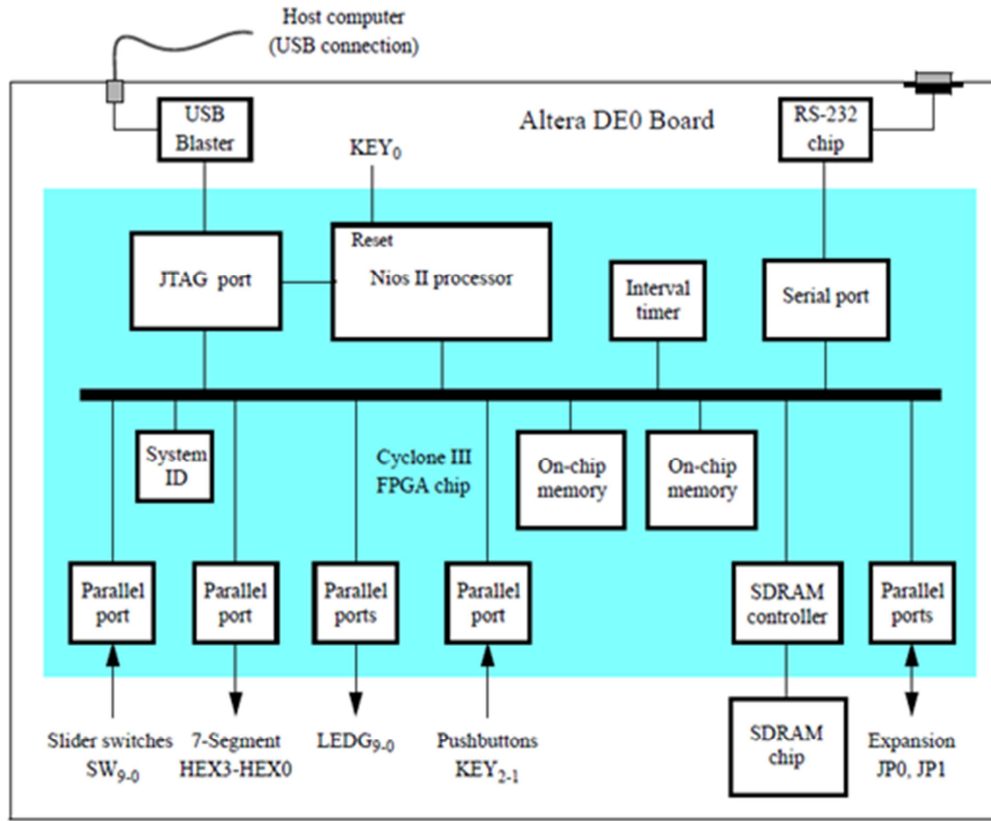 Host computer
(USB connection)
USB
Blaster
Altera DE0 Board
RS-232
chip
KEY0
Reset
JTAG port
Nios II processor
Interval
timer
Serial port
System
ID
Cyclone III
FPGA chip
On-chip
memory
On-chip
memory
Parallel
port
Parallel
port
Parallel
ports
Parallel
port
SDRAM
controller
Parallel
ports
Slider switches
SW9-0
7-Segment
HEX3-HEX0
LEDG9-0
Pushbuttons
KEY2-1
SDRAM
chip
Expansion
JP0, JP1